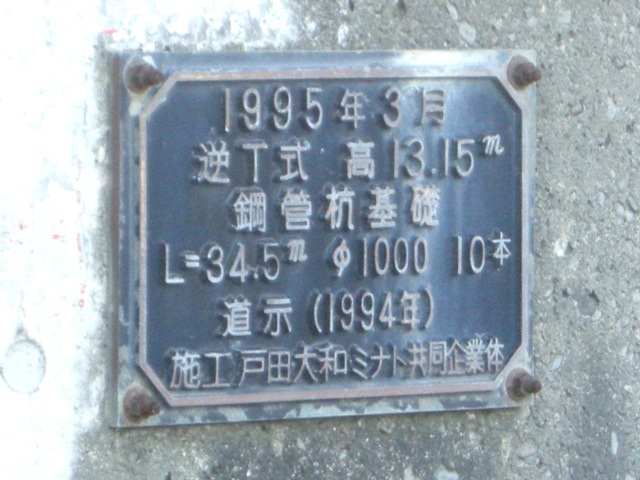 1995年3月
逆T式 高13.15m
鋼管杭基礎
L=34.5m φ1000 10本
道示(1994年)
施工 戸田・大和・ミナト共同企業体